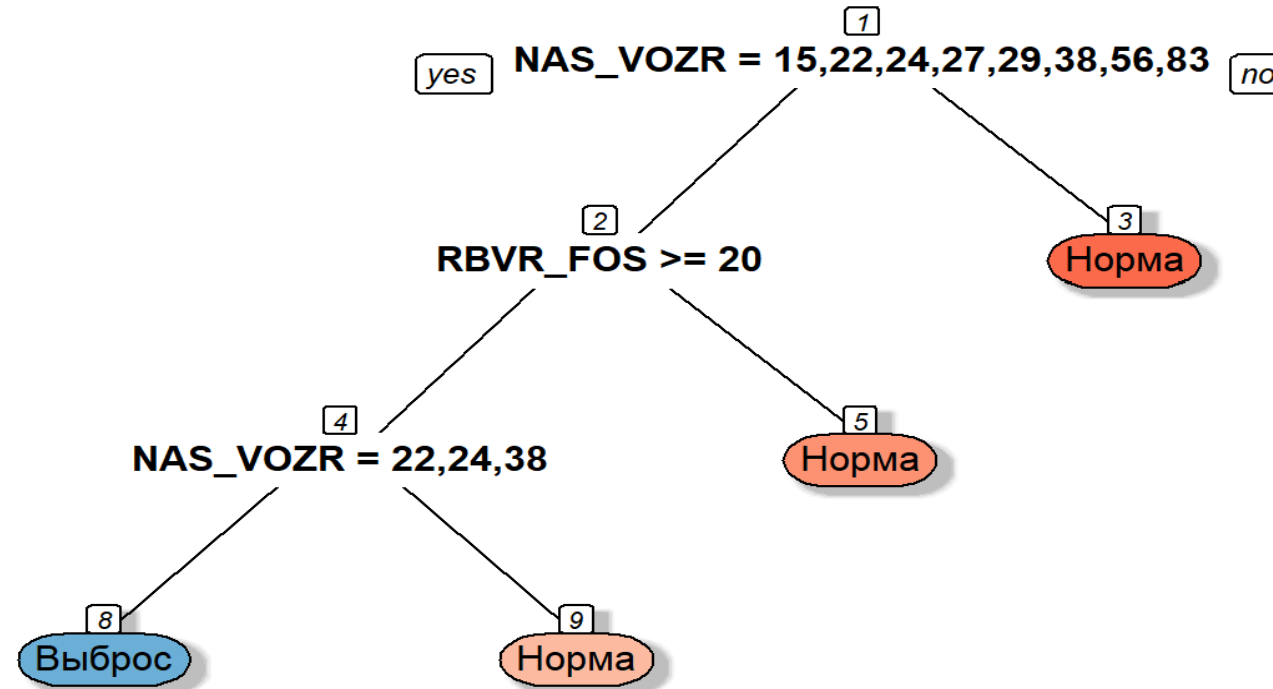 1
yes NAS_VOZR = 15,22,24,27,29,38,56,83 no
2 3
RBVR_FOS >= 20 Норма
4 5
NAS_VOZR = 22,24,38 Норма
8 9
Выброс Норма